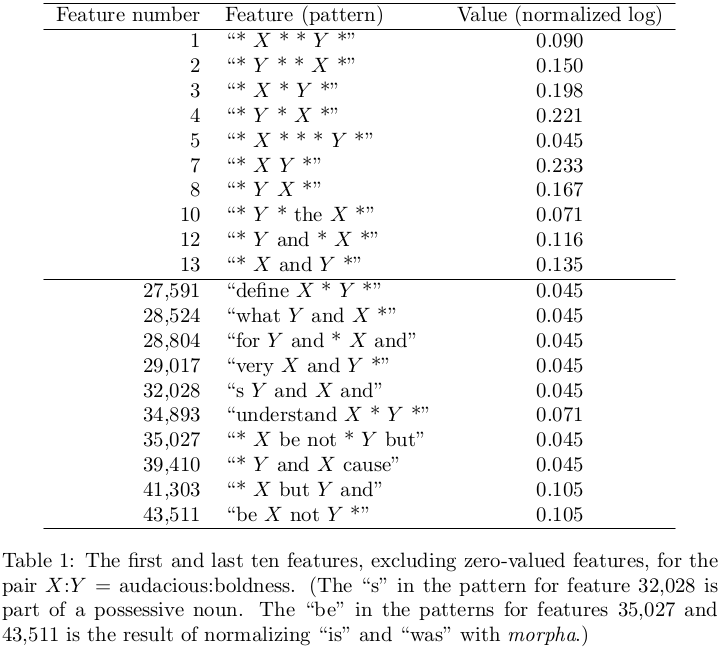 Feature number Feature (pattern) Value (normalized log)
1 “* X * * Y *” 0.090
2 “* Y * * X *” 0.150
3 “* X * Y *” 0.198
4 “* Y * X *” 0.221
5 “* X * * * Y *” 0.045
7 “* X Y *” 0.233
8 “* Y X *” 0.167
10 “* Y * the X *” 0.071
12 “* Y and * X *” 0.116
13 “* X and Y *” 0.135
27,591 “define X * Y *” 0.045
28,524 “what Y and X *” 0.045
28,804 “for Y and * X and” 0.045
29,017 “very X and Y *” 0.045
32,028 “s Y and X and” 0.045
34,893 “understand X * Y *” 0.071
35,027 “* X be not * Y but” 0.045
39,410 “* Y and X cause” 0.045
41,303 “* X but Y and” 0.105
43,511 “be X not Y *” 0.105
Table 1: The first and last ten features, excluding zero-valued features, for the
pair X:Y = audacious:boldness. (The “s” in the pattern for feature 32,028 is
part of a possessive noun. The “be” in the patterns for features 35,027 and
43,511 is the result of normalizing “is” and “was” with morpha.)